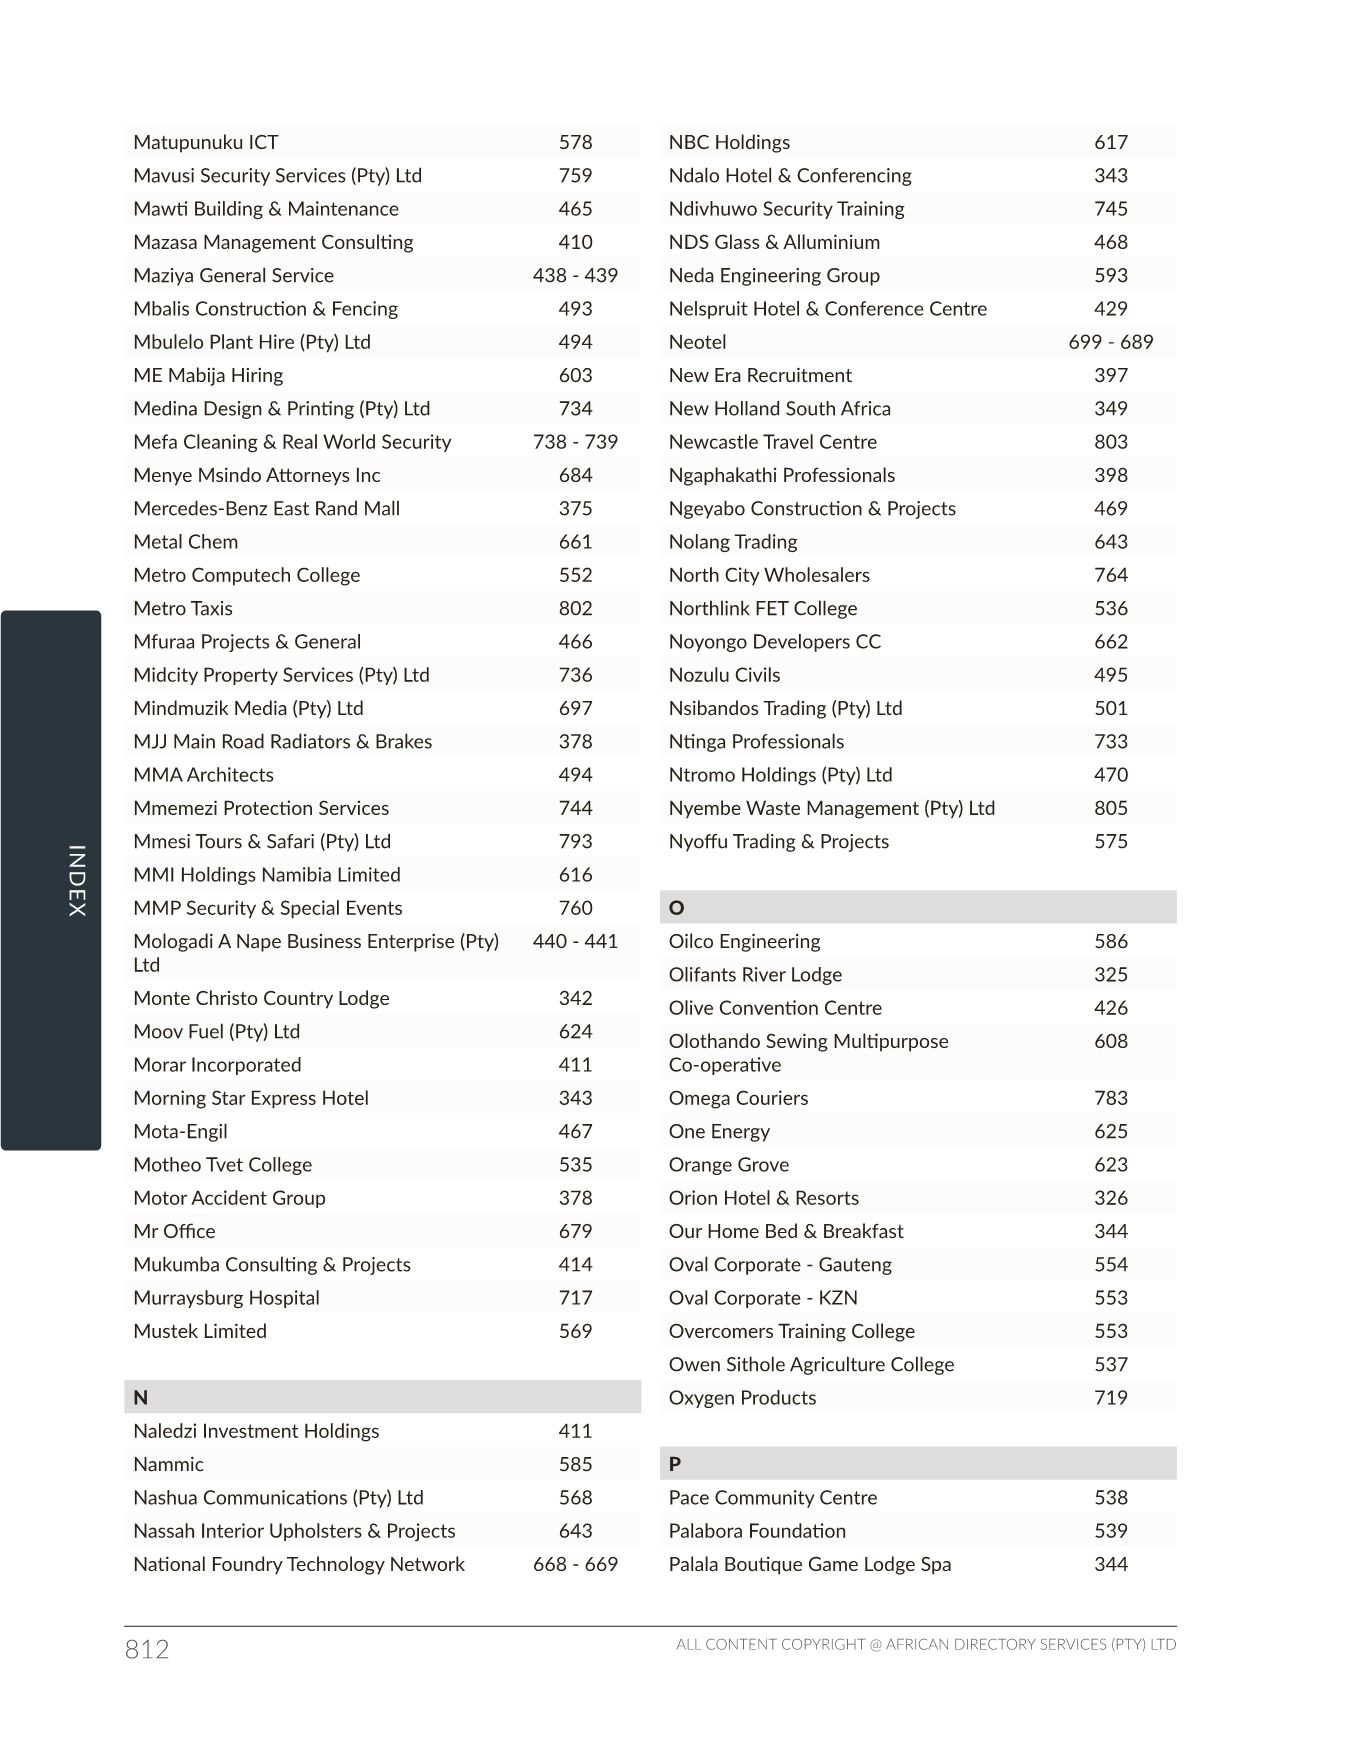 Matupunuku ICT 578
Mavusi Security Services (Pty) Ltd 759
Mawti Building & Maintenance 465
Mazasa Management Consulting 410
Maziya General Service 438 - 439
Mbalis Construction & Fencing 493
Mbulelo Plant Hire (Pty) Ltd 494
ME Mabija Hiring 603
Medina Design & Printing (Pty) Ltd 734
Mefa Cleaning & Real World Security 738 - 739
Menye Msindo Attorneys Inc 684
Mercedes-Benz East Rand Mall 375
Metal Chem 661
Metro Computech College 552
Metro Taxis 802
Mfuraa Projects & General 466
Midcity Property Services (Pty) Ltd 736
Mindmuzik Media (Pty) Ltd 697
MJJ Main Road Radiators & Brakes 378
MMA Architects 494
Mmemezi Protection Services 744
Mmesi Tours & Safari (Pty) Ltd 793
MMI Holdings Namibia Limited 616
MMP Security & Special Events 760
Mologadi A Nape Business Enterprise (Pty) 440 - 441
Ltd
Monte Christo Country Lodge 342
Moov Fuel (Pty) Ltd 624
Morar Incorporated 411
Morning Star Express Hotel 343
Mota-Engil 467
Motheo Tvet College 535
Motor Accident Group 378
Mr Office 679
Mukumba Consulting & Projects 414
Murraysburg Hospital 717
Mustek Limited 569
N
Naledzi Investment Holdings 411
Nammic 585
Nashua Communications (Pty) Ltd 568
Nassah Interior Upholsters & Projects 643
National Foundry Technology Network 668 - 669
NBC Holdings 617
Ndalo Hotel & Conferencing 343
Ndivhuwo Security Training 745
NDS Glass & Alluminium 468
Neda Engineering Group 593
Nelspruit Hotel & Conference Centre 429
Neotel 699 - 689
New Era Recruitment 397
New Holland South Africa 349
Newcastle Travel Centre 803
Ngaphakathi Professionals 398
Ngeyabo Construction & Projects 469
Nolang Trading 643
North City Wholesalers 764
Northlink FET College 536
Noyongo Developers CC 662
Nozulu Civils 495
Nsibandos Trading (Pty) Ltd 501
Ntinga Professionals 733
Ntromo Holdings (Pty) Ltd 470
Nyembe Waste Management (Pty) Ltd 805
Nyoffu Trading & Projects 575
O
Oilco Engineering 586
Olifants River Lodge 325
Olive Convention Centre 426
Olothando Sewing Multipurpose 608
Co-operative
Omega Couriers 783
One Energy 625
Orange Grove 623
Orion Hotel & Resorts 326
Our Home Bed & Breakfast 344
Oval Corporate - Gauteng 554
Oval Corporate - KZN 553
Overcomers Training College 553
Owen Sithole Agriculture College 537
Oxygen Products 719
P
Pace Community Centre 538
Palabora Foundation 539
Palala Boutique Game Lodge Spa 344
INDEX
812
ALL CONTENT COPYRIGHT @ AFRICAN DIRECTORY SERVICES (PTY) LTD